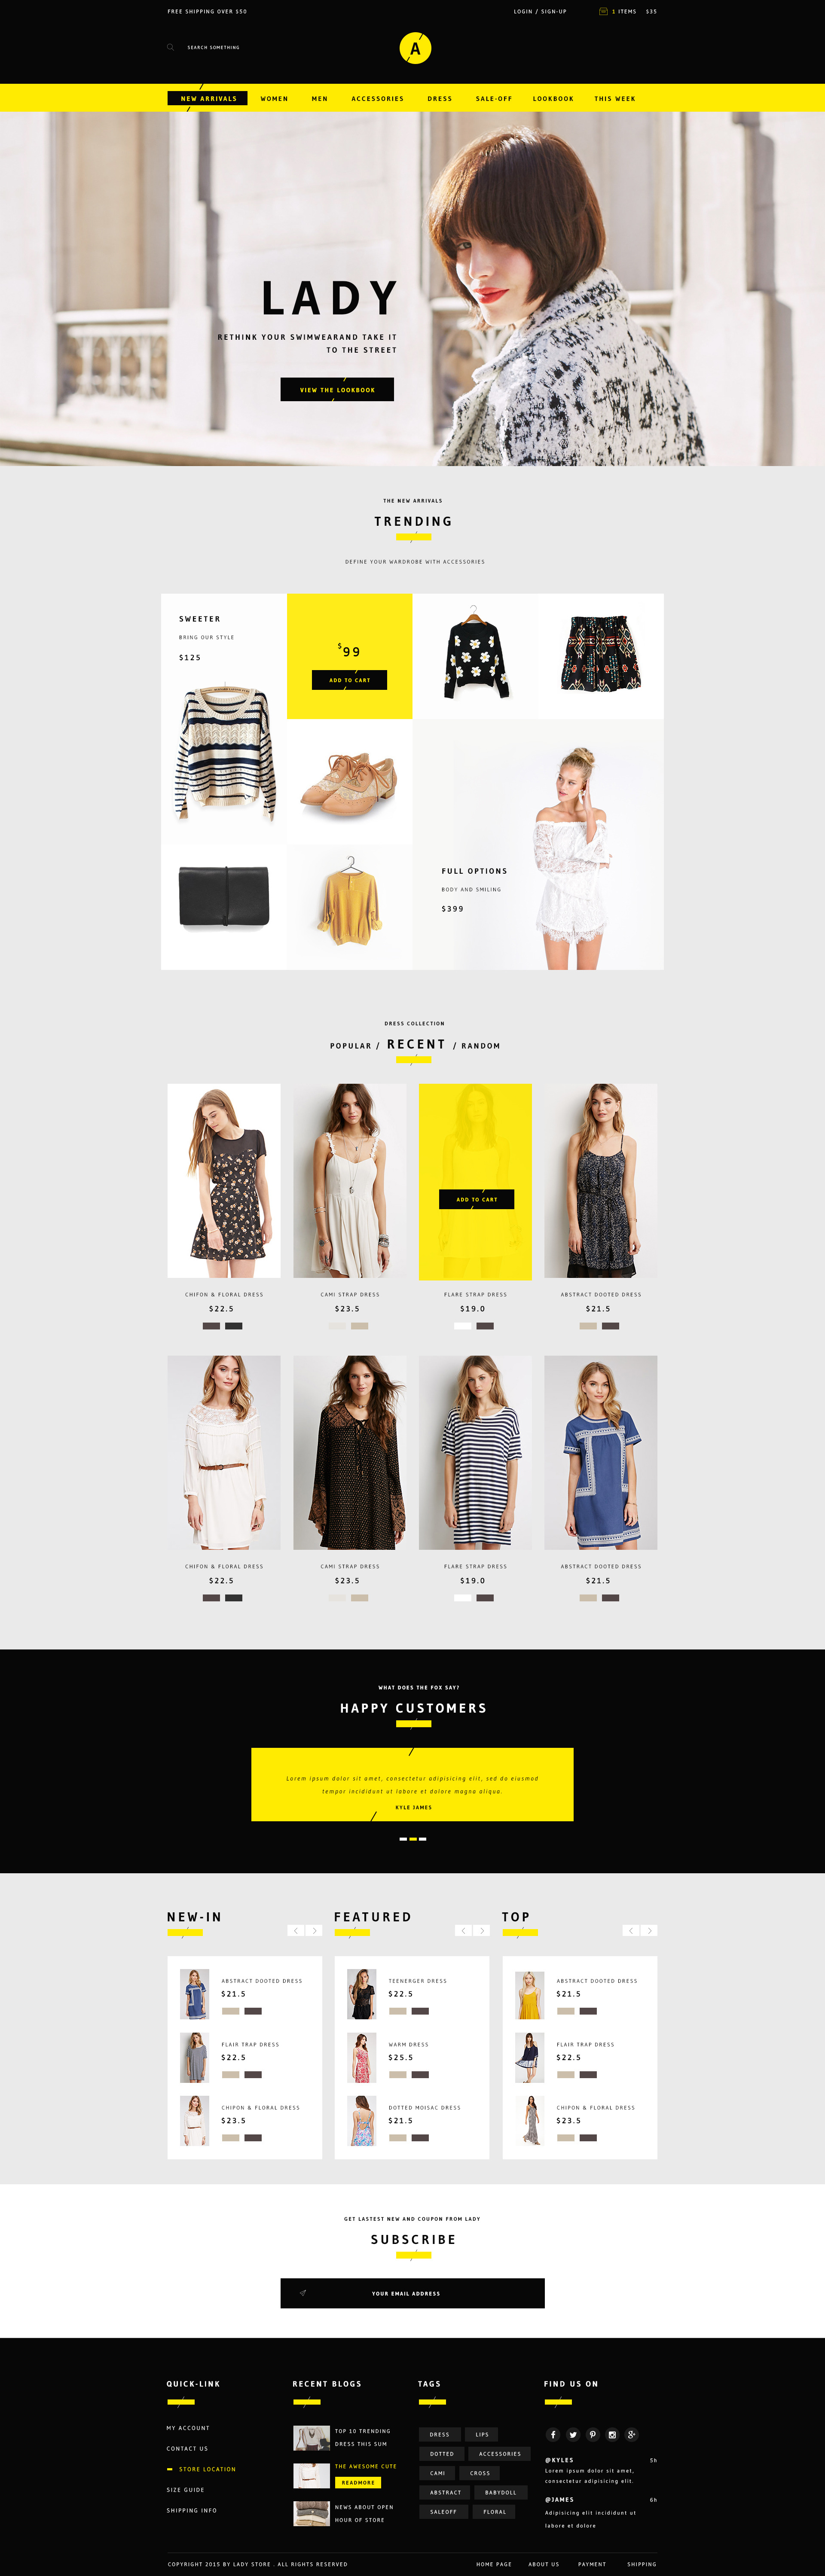 FREE SHIPPING OVER $50
LOGIN / SIGN-UP
1 ITEMS $35
SEARCH SOMETHING
A
NEW ARRIVALS WOMEN MEN ACCESSORIES DRESS SALE-OFF LOOKBOOK THIS WEEK
LADY
RETHINK YOUR SWIMWEARAND TAKE IT
TO THE STREET
VIEW THE LOOKBOOK
THE NEW ARRIVALS
TRENDING
DEFINE YOUR WARDROBE WITH ACCESSORIES
SWEETER
BRING OUR STYLE
$125
$99
ADD TO CART
FULL OPTIONS
BODY AND SMILING
$399
DRESS COLLECTION
POPULAR / RECENT / RANDOM
ADD TO CART
CHIFON & FLORAL DRESS
$22.5
CAMI STRAP DRESS
$23.5
FLARE STRAP DRESS
$19.0
ABSTRACT DOOTED DRESS
$21.5
CHIFON & FLORAL DRESS
$22.5
CAMI STRAP DRESS
$23.5
FLARE STRAP DRESS
$19.0
ABSTRACT DOOTED DRESS
$21.5
WHAT DOES THE FOX SAY?
HAPPY CUSTOMERS
Lorem ipsum dolor sit amet, consectetur adipisicing elit, sed do eiusmod
tempor incididunt ut labore et dolore magna aliqua.
KYLE JAMES
NEW-IN
ABSTRACT DOOTED DRESS
$21.5
FLAIR TRAP DRESS
$22.5
CHIPON & FLORAL DRESS
$23.5
FEATURED
TEENERGER DRESS
$22.5
WARM DRESS
$25.5
DOTTED MOISAC DRESS
$21.5
TOP
ABSTRACT DOOTED DRESS
$21.5
FLAIR TRAP DRESS
$22.5
CHIPON & FLORAL DRESS
$23.5
GET LASTEST NEW AND COUPON FROM LADY
SUBSCRIBE
YOUR EMAIL ADDRESS
QUICK-LINK
MY ACCOUNT
CONTACT US
STORE LOCATION
SIZE GUIDE
SHIPPING INFO
RECENT BLOGS
TOP 10 TRENDING
DRESS THIS SUM
THE AWESOME CUTE
READMORE
NEWS ABOUT OPEN
HOUR OF STORE
TAGS
DRESS LIPS
DOTTED ACCESSORIES
CAMI CROSS
ABSTRACT BABYDOLL
SALEOFF FLORAL
FIND US ON
@KYLES 5h
Lorem ipsum dolor sit amet,
consectetur adipisicing elit.
@JAMES 6h
Adipisicing elit incididunt ut
labore et dolore
COPYRIGHT 2015 BY LADY STORE . ALL RIGHTS RESERVED
HOME PAGE ABOUT US PAYMENT SHIPPING